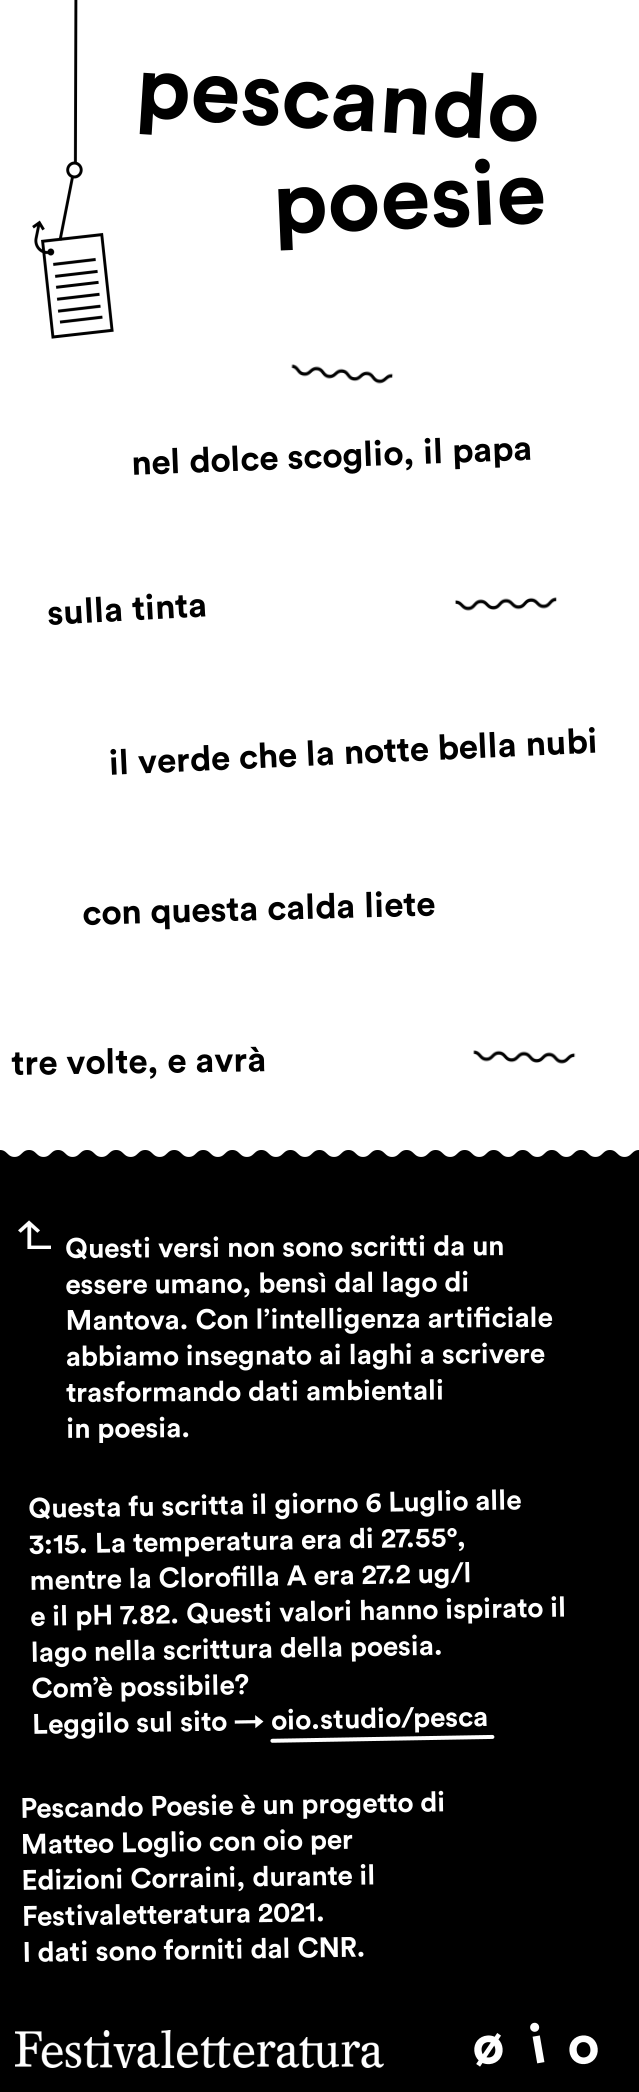 pescando
poesie
nel dolce scoglio, il papa
sulla tinta
il verde che la notte bella nubi
con questa calda liete
tre volte, e avrà
Questi versi non sono scritti da un
essere umano, bensì dal lago di
Mantova. Con l’intelligenza artificiale
abbiamo insegnato ai laghi a scrivere
trasformando dati ambientali
in poesia.
Questa fu scritta il giorno 6 Luglio alle
3:15. La temperatura era di 27.55°,
mentre la Clorofilla A era 27.2 ug/l
e il pH 7.82. Questi valori hanno ispirato il
lago nella scrittura della poesia.
Com’è possibile?
Leggilo sul sito → oio.studio/pesca
Pescando Poesie è un progetto di
Matteo Loglio con oio per
Edizioni Corraini, durante il
Festivaletteratura 2021.
I dati sono forniti dal CNR.
Festivaletteratura
ø i o